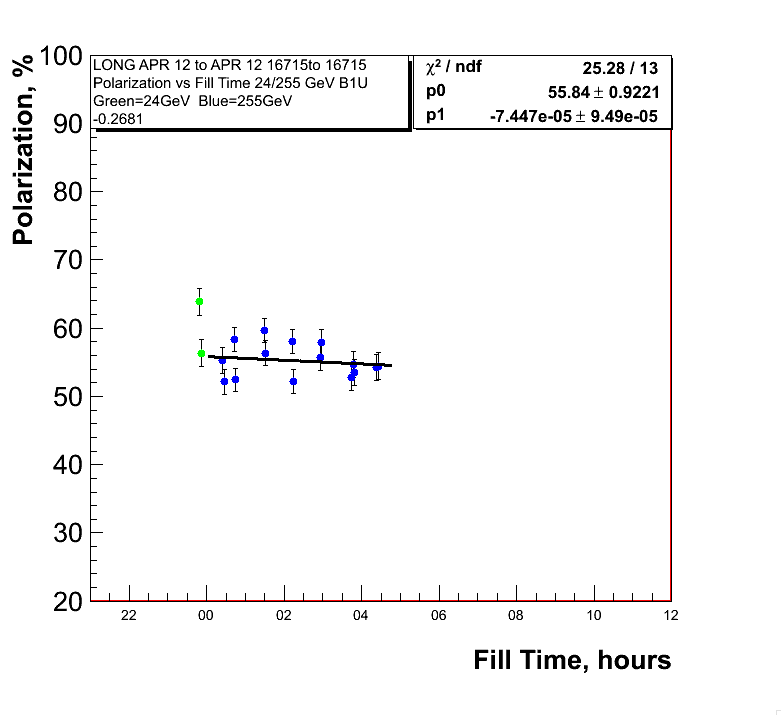 LONG APR 12 to APR 12 16715to 16715
Polarization vs Fill Time 24/255 GeV B1U
Green=24GeV  Blue=255GeV
-0.2681
χ² / ndf 25.28 / 13
p0 55.84 ± 0.9221
p1 -7.447e-05 ± 9.49e-05
Polarization, %
100
90
80
70
60
50
40
30
20
22 00 02 04 06 08 10 12
Fill Time, hours